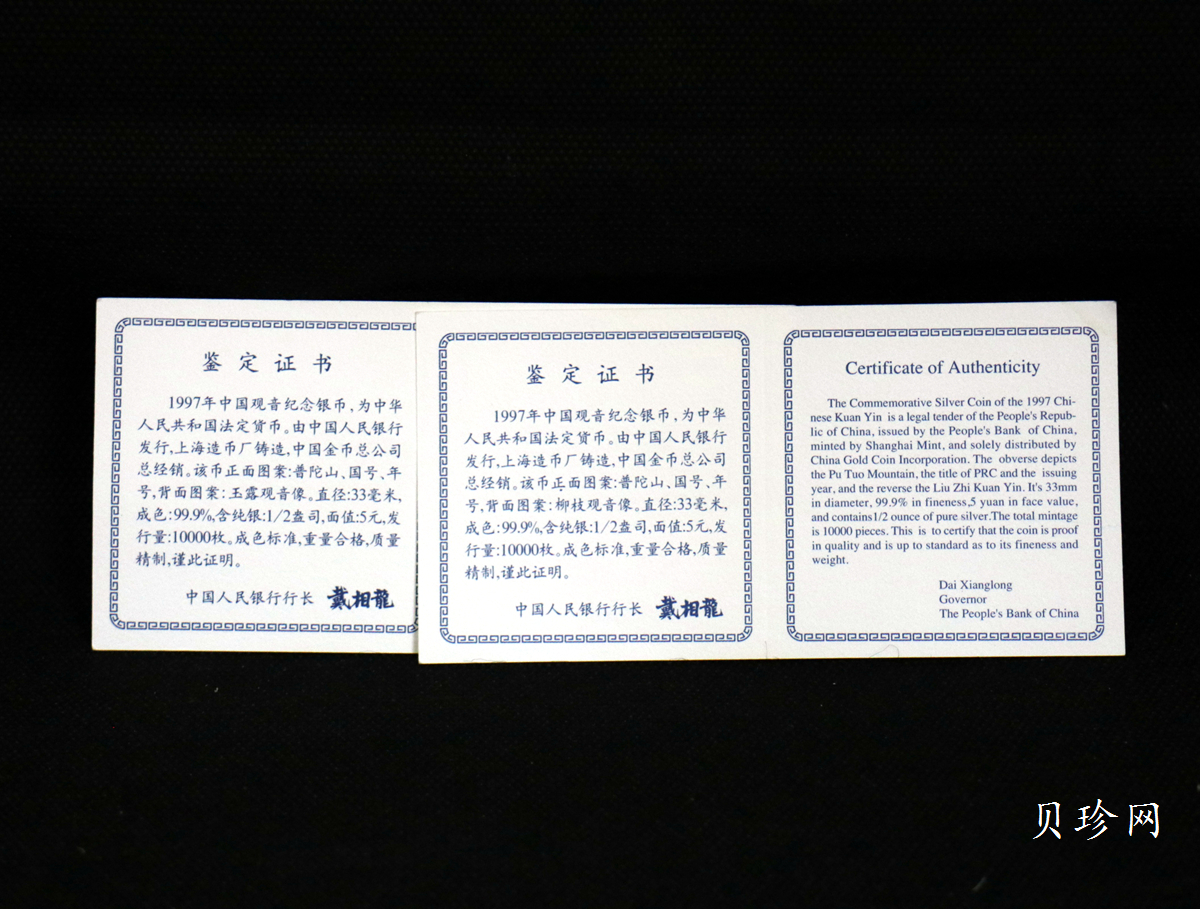 鉴定证书
1997年中国观音纪念银币,为中华
人民共和国法定货币。由中国人民银行
发行,上海造币厂铸造,中国金币总公司
总经销。该币正面图案:普陀山、国号、年
号,背面图案:玉露观音像。直径:33毫米,
成色:99.9%,含纯银:1/2盎司,面值:5元,发
行量:10000枚。成色标准,重量合格,质量
精制,谨此证明。
中国人民银行行长 戴相龍
鉴定证书
1997年中国观音纪念银币,为中华
人民共和国法定货币。由中国人民银行
发行,上海造币厂铸造,中国金币总公司
总经销。该币正面图案:普陀山、国号、年
号,背面图案:柳枝观音像。直径:33毫米,
成色:99.9%,含纯银:1/2盎司,面值:5元,发
行量:10000枚。成色标准,重量合格,质量
精制,谨此证明。
中国人民银行行长 戴相龍
Certificate of Authenticity
The Commemorative Silver Coin of the 1997 Chi-
nese Kuan Yin is a legal tender of the People's Repub-
lic of China, issued by the People's Bank of China,
minted by Shanghai Mint, and solely distributed by
China Gold Coin Incorporation. The obverse depicts
the Pu Tuo Mountain, the title of PRC and the issuing
year, and the reverse the Liu Zhi Kuan Yin. It's 33mm
in diameter, 99.9% in fineness,5 yuan in face value,
and contains1/2 ounce of pure silver.The total mintage
is 10000 pieces. This is to certify that the coin is proof
in quality and is up to standard as to its fineness and
weight.
Dai Xianglong
Governor
The People's Bank of China
贝珍网